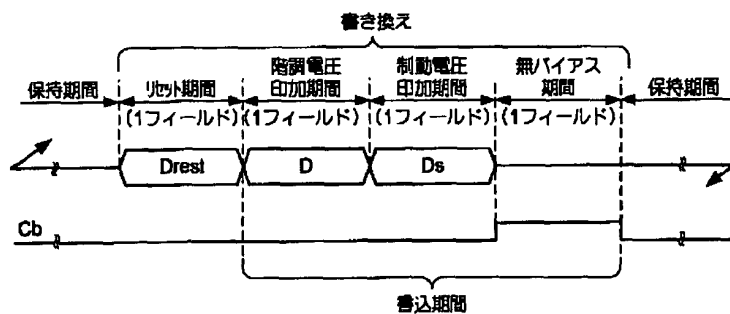 書き換え
保持期間
リセット期間
(1フィールド)
階調電圧
印加期間
(1フィールド)
制動電圧
印加期間
(1フィールド)
無バイアス
期間
(1フィールド)
保持期間
Drest
D
Ds
Cb
書込期間